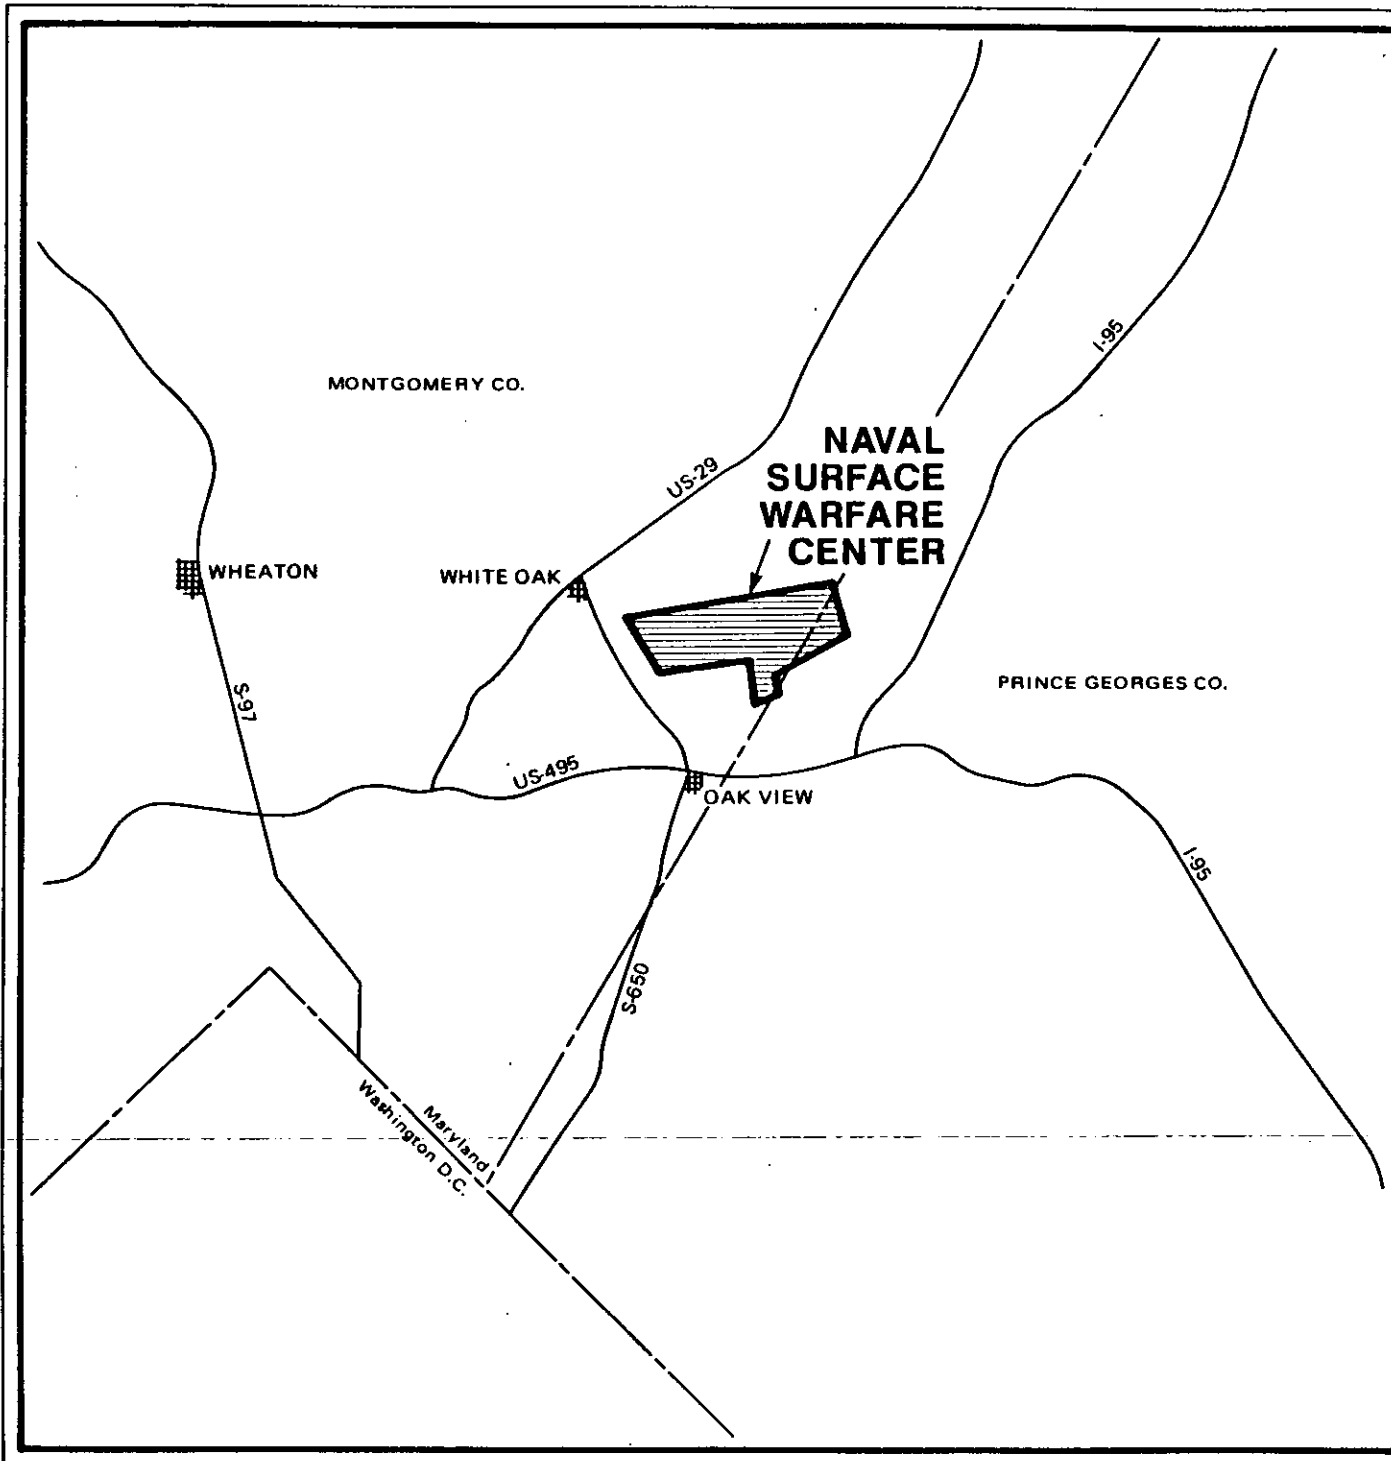 I-95
MONTGOMERY CO.
NAVAL
SURFACE
WARFARE
CENTER
US-29
WHEATON
WHITE OAK
S-97
PRINCE GEORGES CO.
US-495
OAK VIEW
I-95
S-650
Maryland
Washington D.C.